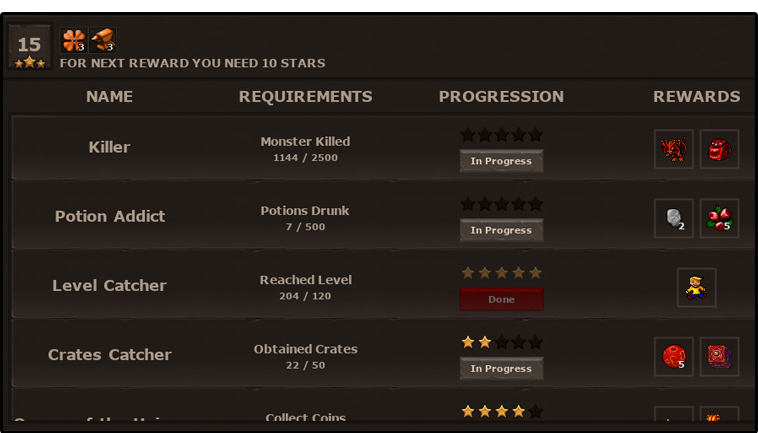 15
3
3
FOR NEXT REWARD YOU NEED 10 STARS
NAME REQUIREMENTS PROGRESSION REWARDS
Killer
Monster Killed
1144 / 2500
In Progress
Potion Addict
Potions Drunk
7 / 500
In Progress
2
5
Level Catcher
Reached Level
204 / 120
Done
Crates Catcher
Obtained Crates
22 / 50
In Progress
5
Collect Coins